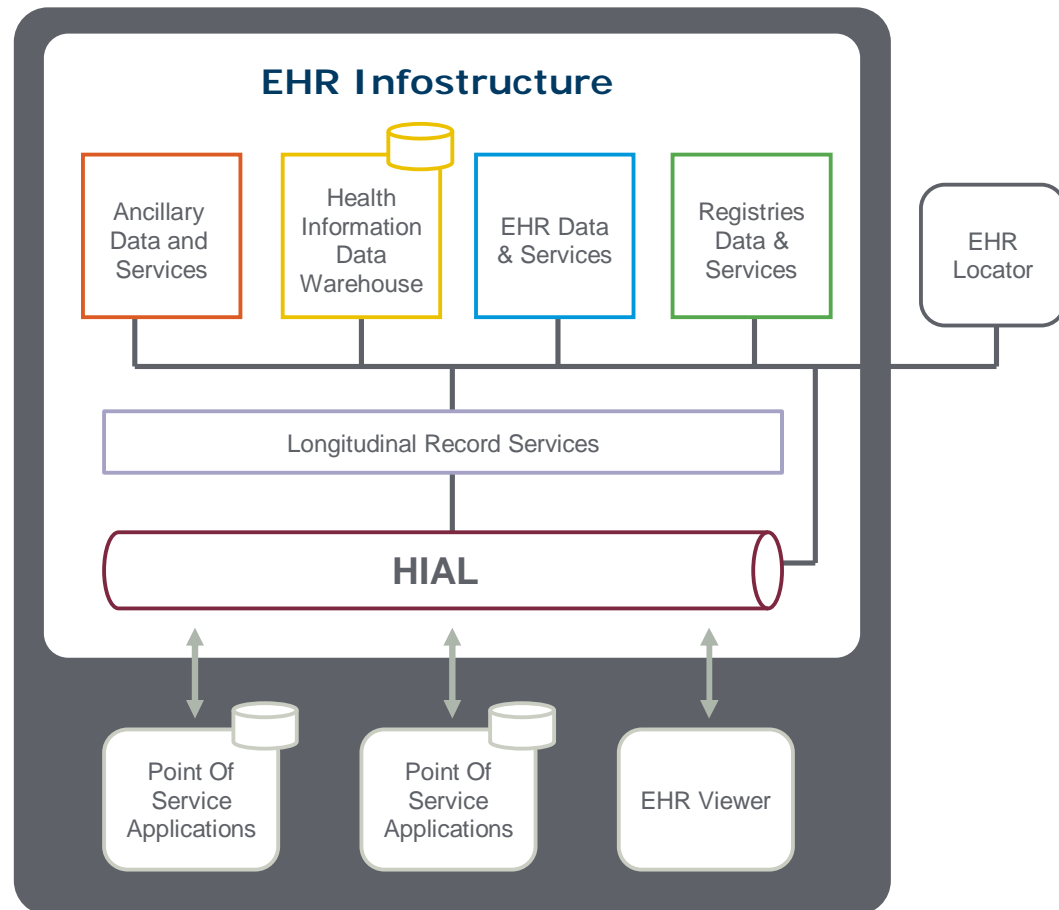 EHR Infostructure
Ancillary
Data and
Services
Health
Information
Data
Warehouse
EHR Data
& Services
Registries
Data &
Services
EHR
Locator
Longitudinal Record Services
HIAL
Point Of
Service
Applications
Point Of
Service
Applications
EHR Viewer